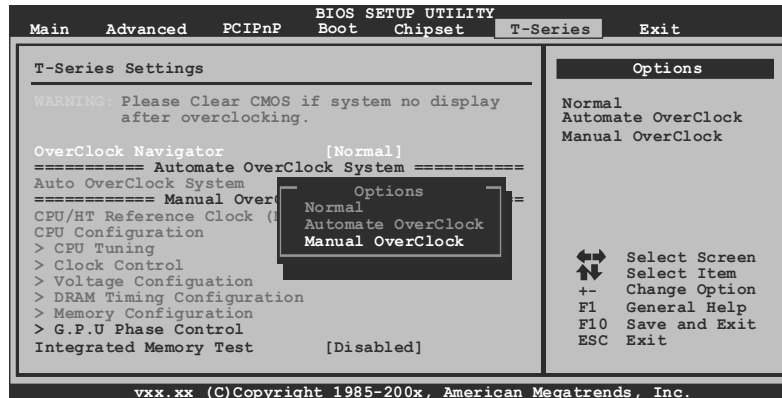 BIOS SETUP UTILITY
Main Advanced PCIPnP Boot Chipset T-Series Exit
T-Series Settings
WARNING: Please Clear CMOS if system no display
after overclocking.
OverClock Navigator [Normal]
=========== Automate OverClock System ===========
Auto OverClock System
============ Manual Over
CPU/HT Reference Clock (
CPU Configuration
> CPU Tuning
> Clock Control
> Voltage Configuation
> DRAM Timing Configuration
> Memory Configuration
> G.P.U Phase Control
Integrated Memory Test [Disabled]
Options
Normal
Automate OverClock
Manual OverClock
Options
Normal
Automate OverClock
Manual OverClock
Select Screen
Select Item
+- Change Option
F1 General Help
F10 Save and Exit
ESC Exit
vxx.xx (C)Copyright 1985-200x, American Megatrends, Inc.